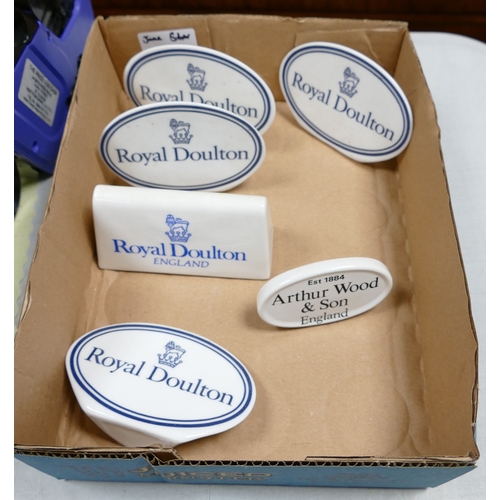 Royal Doulton
Royal Doulton
Royal Doulton
Royal Doulton
ENGLAND
Est 1884
Arthur Wood
& Son
England
Royal Doulton